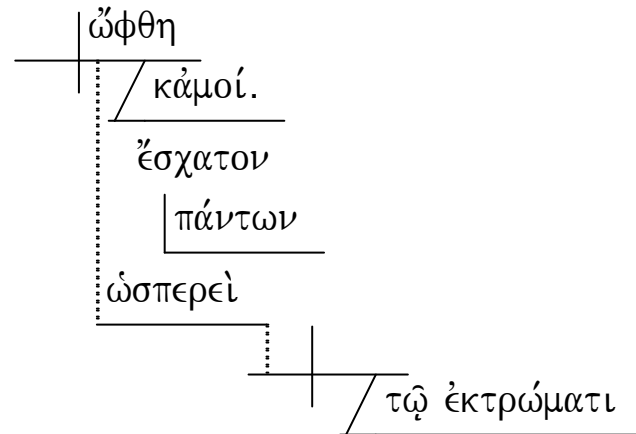 ὤφθη
κἀμοί.
ἔσχατον
πάντων
ὡσπερεὶ
τῷ ἐκτρώματι